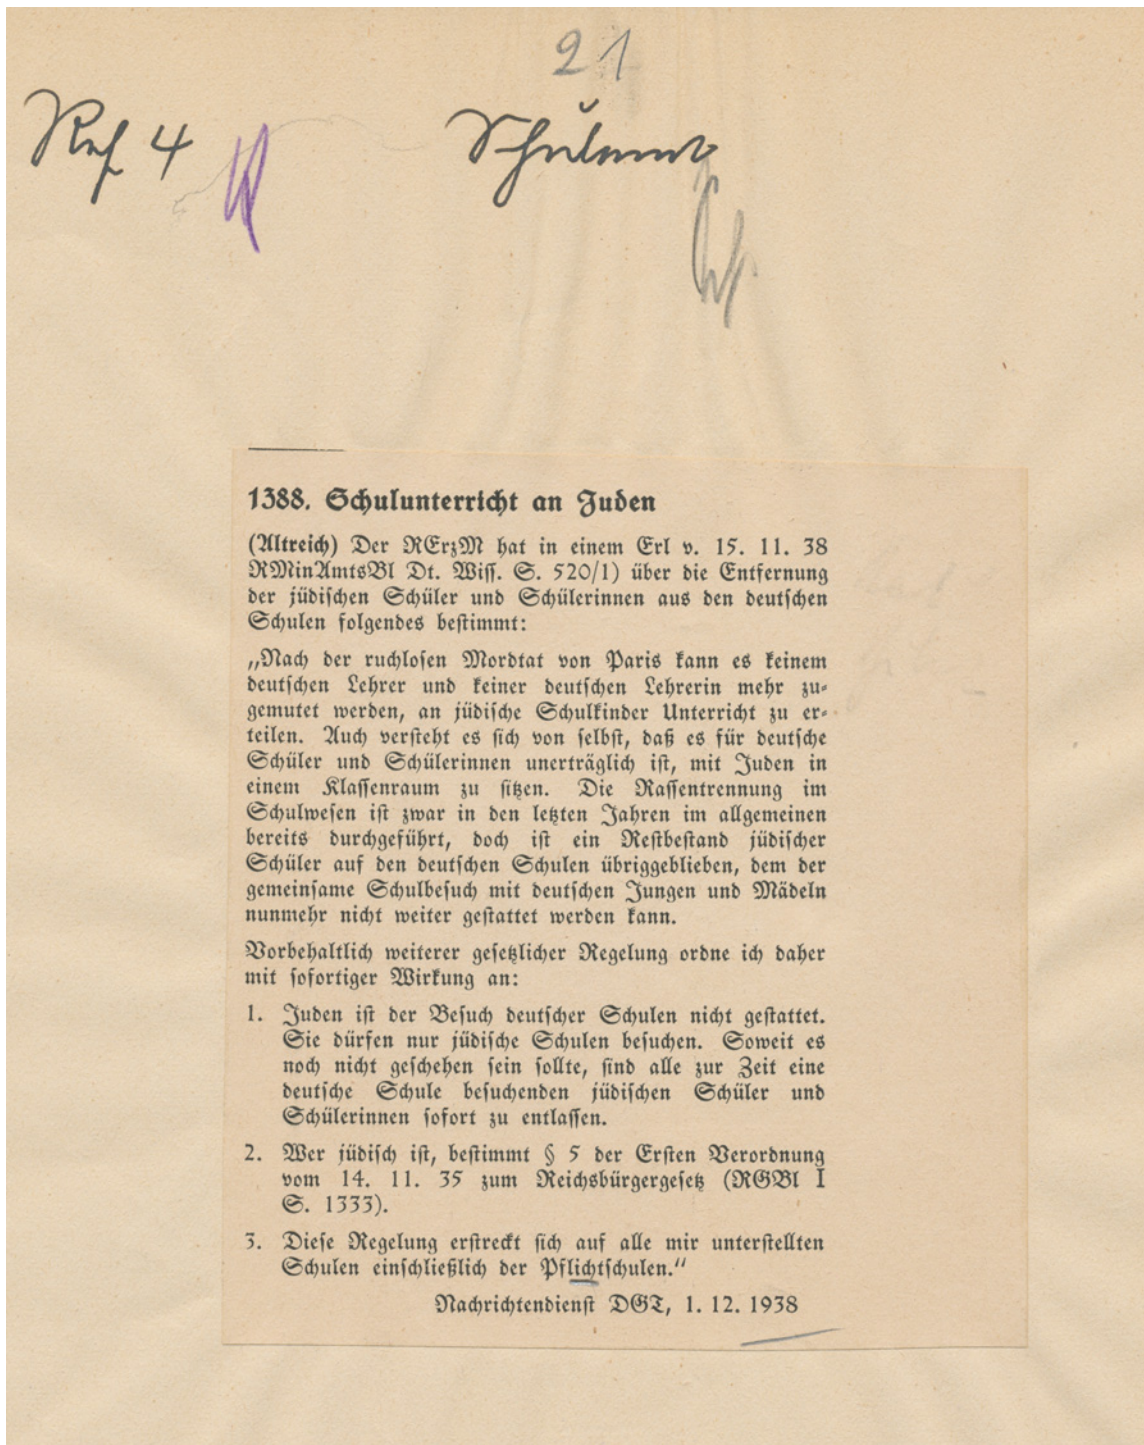 21
Ref 4 Schulamt
1388. Schulunterricht an Juden
(Altreich) Der RErzM hat in einem Erl v. 15. 11. 38
RMinAmtsBl Dt. Wiss. S. 520/1) über die Entfernung
der jüdischen Schüler und Schülerinnen aus den deutschen
Schulen folgendes bestimmt:
„Nach der ruchlosen Mordtat von Paris kann es keinem
deutschen Lehrer und keiner deutschen Lehrerin mehr zu-
gemutet werden, an jüdische Schulkinder Unterricht zu er-
teilen. Auch versteht es sich von selbst, daß es für deutsche
Schüler und Schülerinnen unerträglich ist, mit Juden in
einem Klassenraum zu sitzen. Die Rassentrennung im
Schulwesen ist zwar in den letzten Jahren im allgemeinen
bereits durchgeführt, doch ist ein Restbestand jüdischer
Schüler auf den deutschen Schulen übriggeblieben, dem der
gemeinsame Schulbesuch mit deutschen Jungen und Mädeln
nunmehr nicht weiter gestattet werden kann.
Vorbehaltlich weiterer gesetzlicher Regelung ordne ich daher
mit sofortiger Wirkung an:
1. Juden ist der Besuch deutscher Schulen nicht gestattet.
Sie dürfen nur jüdische Schulen besuchen. Soweit es
noch nicht geschehen sein sollte, sind alle zur Zeit eine
deutsche Schule besuchenden jüdischen Schüler und
Schülerinnen sofort zu entlassen.
2. Wer jüdisch ist, bestimmt § 5 der Ersten Verordnung
vom 14. 11. 35 zum Reichsbürgergesetz (RGBl I
S. 1333).
3. Diese Regelung erstreckt sich auf alle mir unterstellten
Schulen einschließlich der Pflichtschulen.“
Nachrichtendienst DGT, 1. 12. 1938